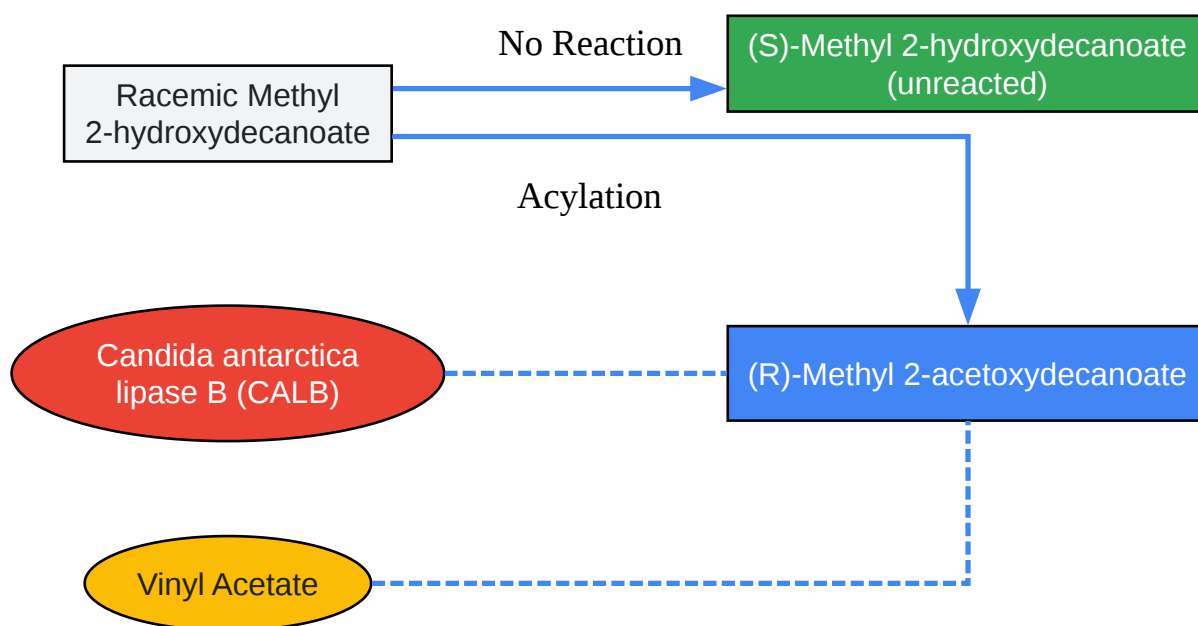 No Reaction
(S)-Methyl 2-hydroxydecanoate
(unreacted)
Racemic Methyl
2-hydroxydecanoate
Acylation
Candida antarctica
lipase B (CALB)
(R)-Methyl 2-acetoxydecanoate
Vinyl Acetate